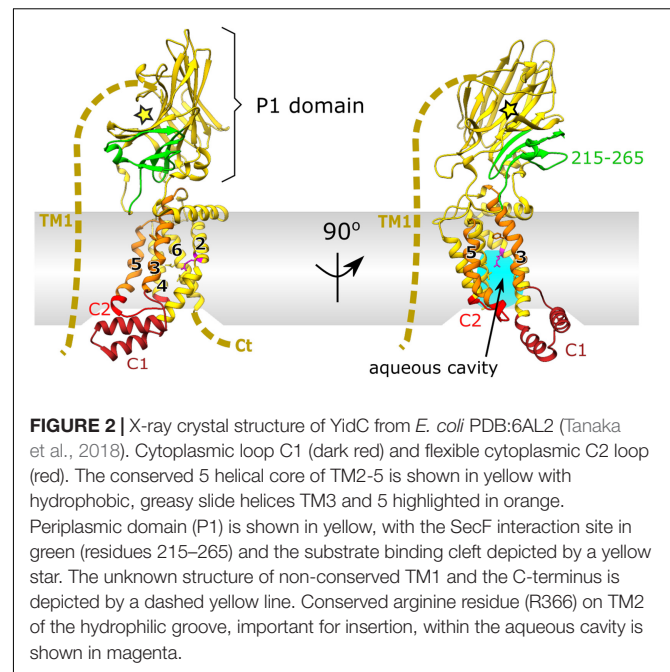 P1 domain
215-265
TM1
TM1
90°
5
3
6
2
4
5
3
C2
C1
Ct
C2
C1
aqueous cavity
FIGURE 2 | X-ray crystal structure of YidC from E. coli PDB:6AL2 (Tanaka
et al., 2018). Cytoplasmic loop C1 (dark red) and flexible cytoplasmic C2 loop
(red). The conserved 5 helical core of TM2-5 is shown in yellow with
hydrophobic, greasy slide helices TM3 and 5 highlighted in orange.
Periplasmic domain (P1) is shown in yellow, with the SecF interaction site in
green (residues 215–265) and the substrate binding cleft depicted by a yellow
star. The unknown structure of non-conserved TM1 and the C-terminus is
depicted by a dashed yellow line. Conserved arginine residue (R366) on TM2
of the hydrophilic groove, important for insertion, within the aqueous cavity is
shown in magenta.